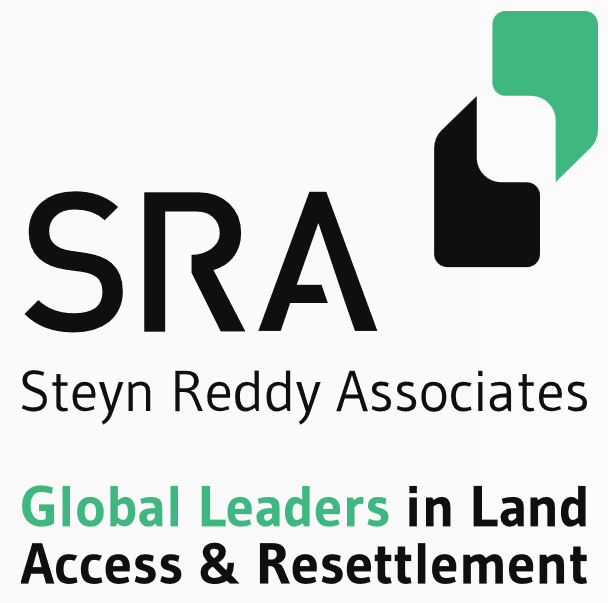 SRA
Steyn Reddy Associates
Global Leaders in Land
Access & Resettlement